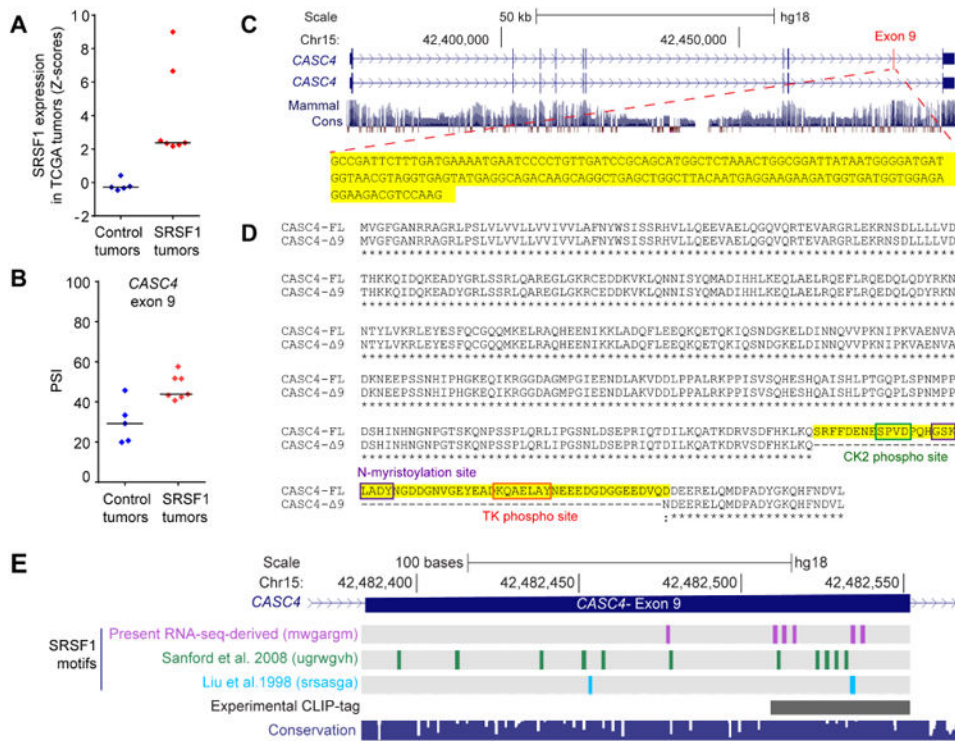 A
SRSF1 expression
in TCGA tumors (Z-scores)
10
8
6
4
2
0
-2
Control
tumors
SRSF1
tumors
B
CASC4
exon 9
PSI
100
80
60
40
20
0
Control
tumors
SRSF1
tumors
C
Scale 50 kb hg18
Chr15: 42,400,000 42,450,000 Exon 9
CASC4
CASC4
Mammal
Cons
GCCGATTCTTTGATGAAAATGAATCCCCTGTTGATCCGCAGCATGGCTCTAAACTGGCGGATTATAATGGGGATGAT
GGTAACGTAGGTGAGTATGAGGCAGACAAGCAGGCTGAGCTGGCTTACAATGAGGAAGAAGATGGTGATGGTGGAGA
GGAAGACGTCCAAG
D
CASC4-FL MVGFGANRRAGRLPSLVLVVLLVVIVVLAFNYWSISSRHVLLQEEVAELQGQVQRTEVARGRLEKRNSDLLLLVD
CASC4-Δ9 MVGFGANRRAGRLPSLVLVVLLVVIVVLAFNYWSISSRHVLLQEEVAELQGQVQRTEVARGRLEKRNSDLLLLVD
***************************************************************************
CASC4-FL THKKQIDQKEADYGRLSSRLQAREGLGKRCEDDKVKLQNNISYQMADIHHLKEQLAELRQEFLRQEDQLQDYRKN
CASC4-Δ9 THKKQIDQKEADYGRLSSRLQAREGLGKRCEDDKVKLQNNISYQMADIHHLKEQLAELRQEFLRQEDQLQDYRKN
***************************************************************************
CASC4-FL NTYLVKRLEYESFQCGQQMKELRAQHEENIKKLADQFLEEQKQETQKIQSNDGKELDINNQVVPKNIPKVAENVA
CASC4-Δ9 NTYLVKRLEYESFQCGQQMKELRAQHEENIKKLADQFLEEQKQETQKIQSNDGKELDINNQVVPKNIPKVAENVA
***************************************************************************
CASC4-FL DKNEEPSSNHIPHGKEQIKRGGDAGMPGIEENDLAKVDDLPPALRKPPISVSQHESHQAISHLPTGQPLSPNMPP
CASC4-Δ9 DKNEEPSSNHIPHGKEQIKRGGDAGMPGIEENDLAKVDDLPPALRKPPISVSQHESHQAISHLPTGQPLSPNMPP
***************************************************************************
CASC4-FL DSHINHNGNPGTSKQNPSSPLQRLIPGSNLDSEPRIQTDILKQATKDRVSDFHKLKQSRFFDENESPVDPQHGSK
CASC4-Δ9 DSHINHNGNPGTSKQNPSSPLQRLIPGSNLDSEPRIQTDILKQATKDRVSDFHKLKQ------------------
*********************************************************
CK2 phospho site
N-myristoylation site
CASC4-FL LADYNGDDGNVGEYEADKQAELAYNEEEDGDGGEEDVQDDEERELQMDPADYGKQHFNDVL
CASC4-Δ9 --------------------------------------NDEERELQMDPADYGKQHFNDVL
TK phospho site
:**********************
E
Scale 100 bases hg18
Chr15: 42,482,400 42,482,450 42,482,500 42,482,550
CASC4 CASC4- Exon 9
SRSF1
motifs
Present RNA-seq-derived (mwgargm)
Sanford et al. 2008 (ugrwgvh)
Liu et al.1998 (srsasga)
Experimental CLIP-tag
Conservation